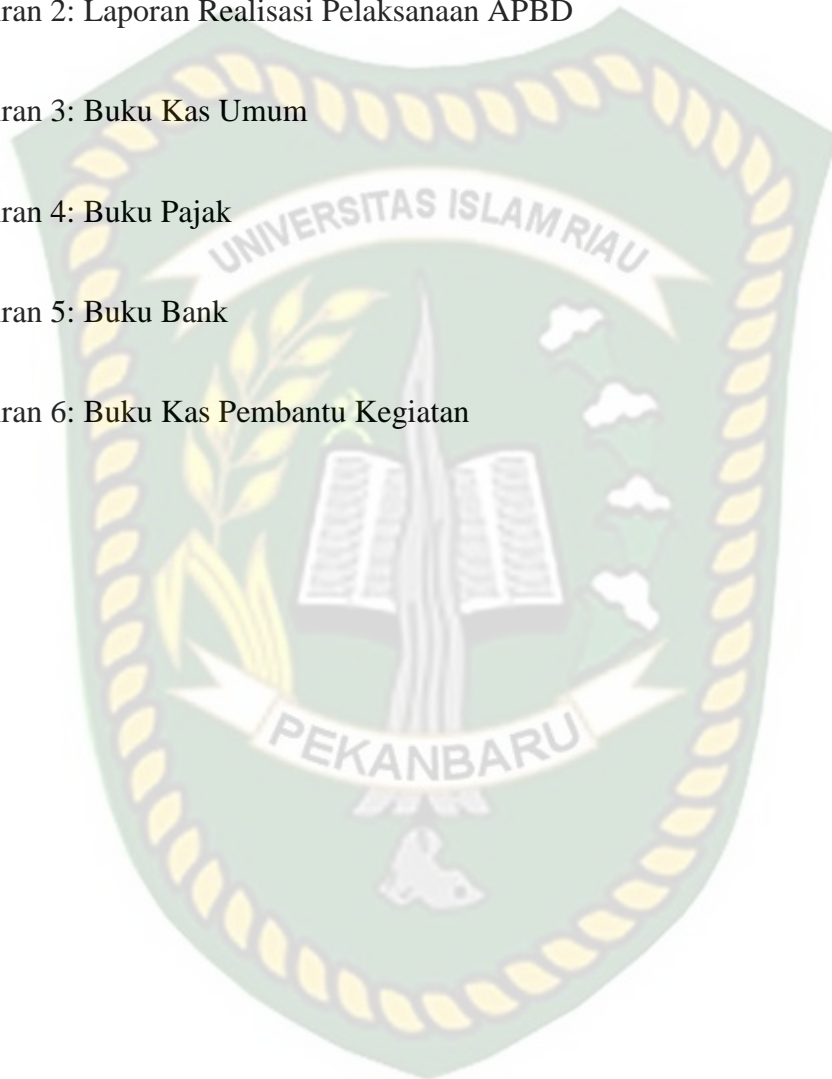 ran 2: Laporan Realisasi Pelaksanaan APBD
ran 3: Buku Kas Umum
ran 4: Buku Pajak
ran 5: Buku Bank
ran 6: Buku Kas Pembantu Kegiatan
UNIVERSITAS ISLAM RIAU
PEKANBARU